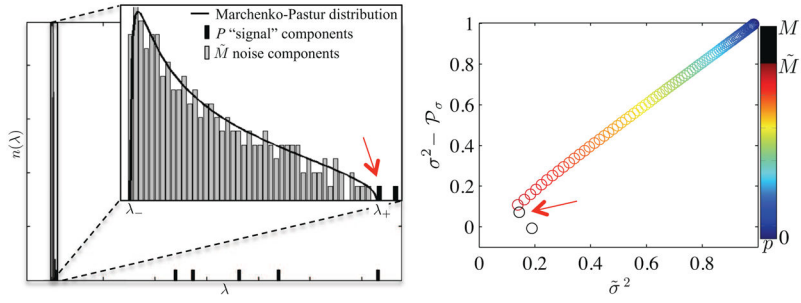 Marchenko-Pastur distribution
P “signal” components
M̃ noise components
n(λ)
λ₋
λ₊
λ
σ² − 𝒫_σ
1
0.8
0.6
0.4
0.2
0
0 0.2 0.4 0.6 0.8
σ̃²
M
M̃
0
p